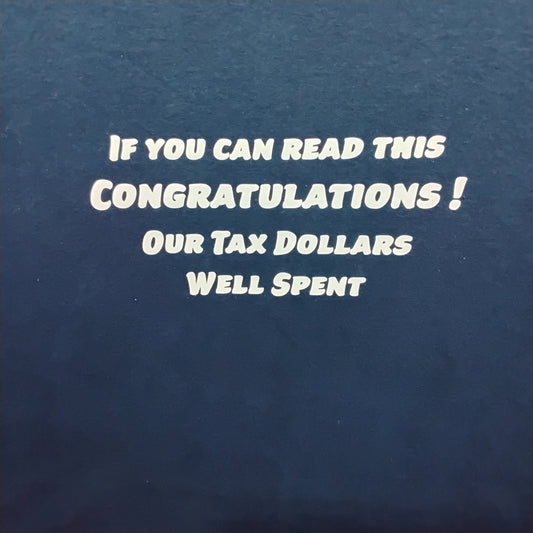 If you can read this
Congratulations !
Our Tax Dollars
Well Spent